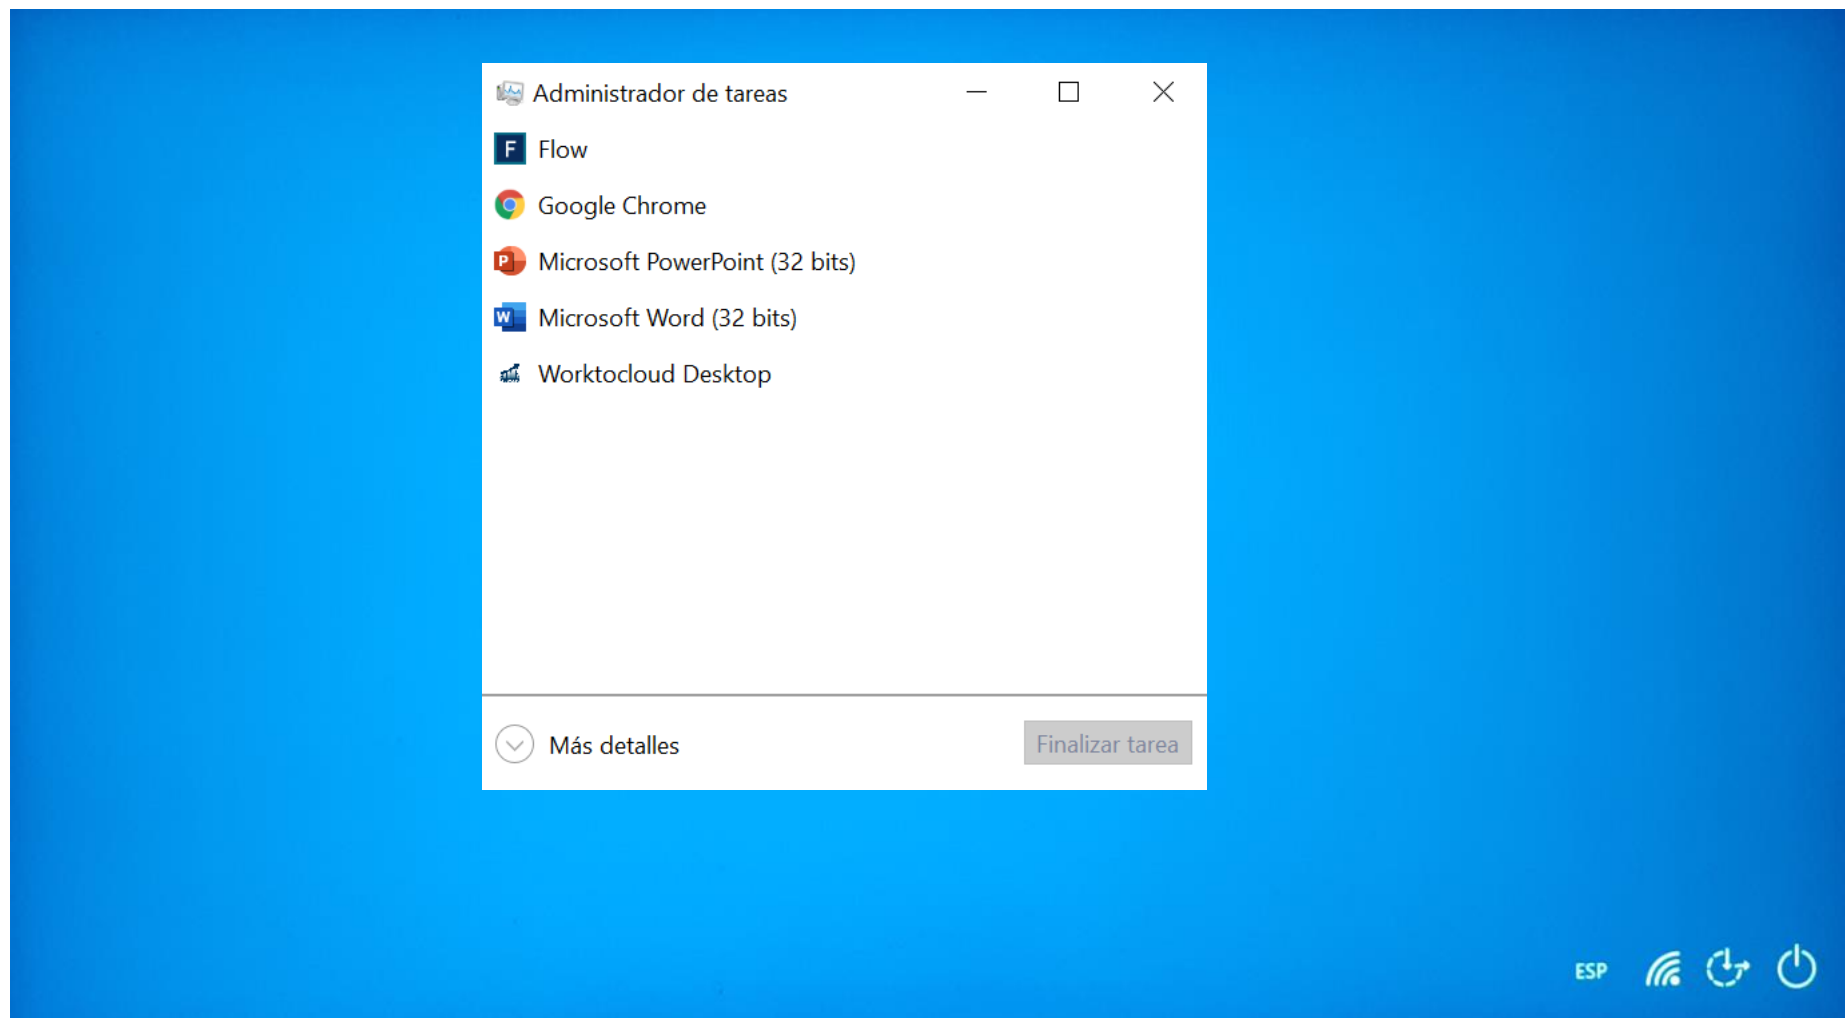 Administrador de tareas
F Flow
Google Chrome
P Microsoft PowerPoint (32 bits)
W Microsoft Word (32 bits)
Worktocloud Desktop
Más detalles
Finalizar tarea
ESP